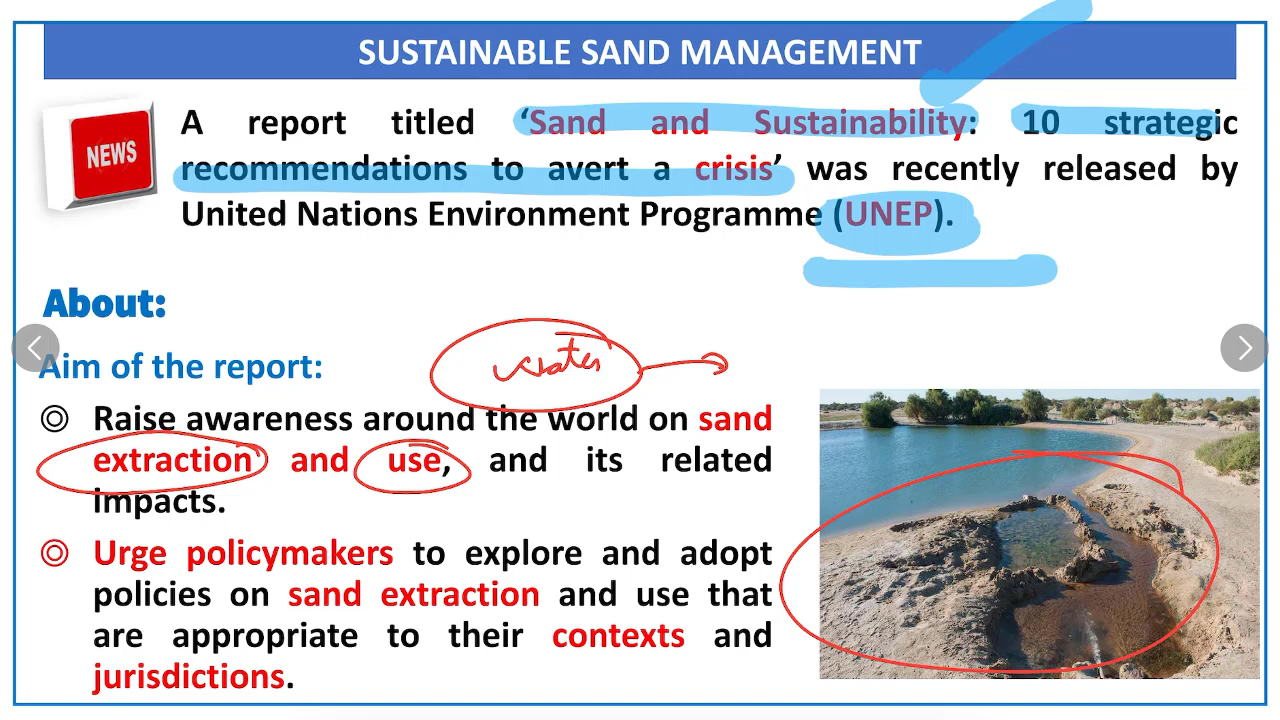 SUSTAINABLE SAND MANAGEMENT
NEWS
A report titled ‘Sand and Sustainability: 10 strategic
recommendations to avert a crisis’ was recently released by
United Nations Environment Programme (UNEP).
About:
water
Aim of the report:
Raise awareness around the world on sand
extraction and use, and its related
impacts.
Urge policymakers to explore and adopt
policies on sand extraction and use that
are appropriate to their contexts and
jurisdictions.